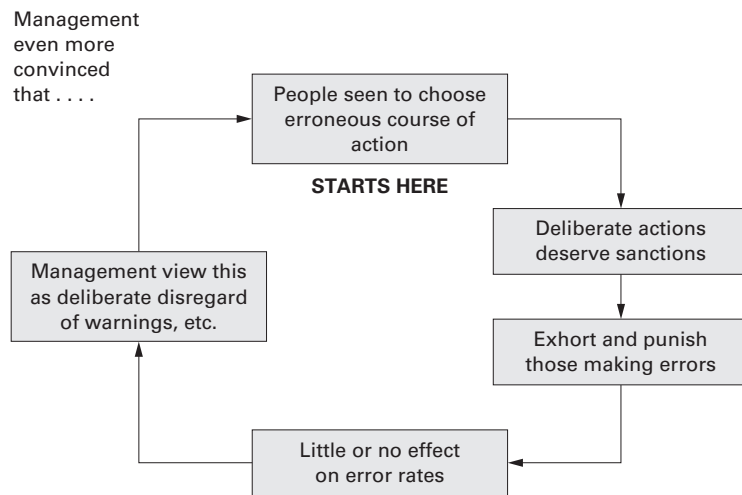 Management
even more
convinced
that . . . .
People seen to choose
erroneous course of
action
STARTS HERE
Deliberate actions
deserve sanctions
Exhort and punish
those making errors
Little or no effect
on error rates
Management view this
as deliberate disregard
of warnings, etc.